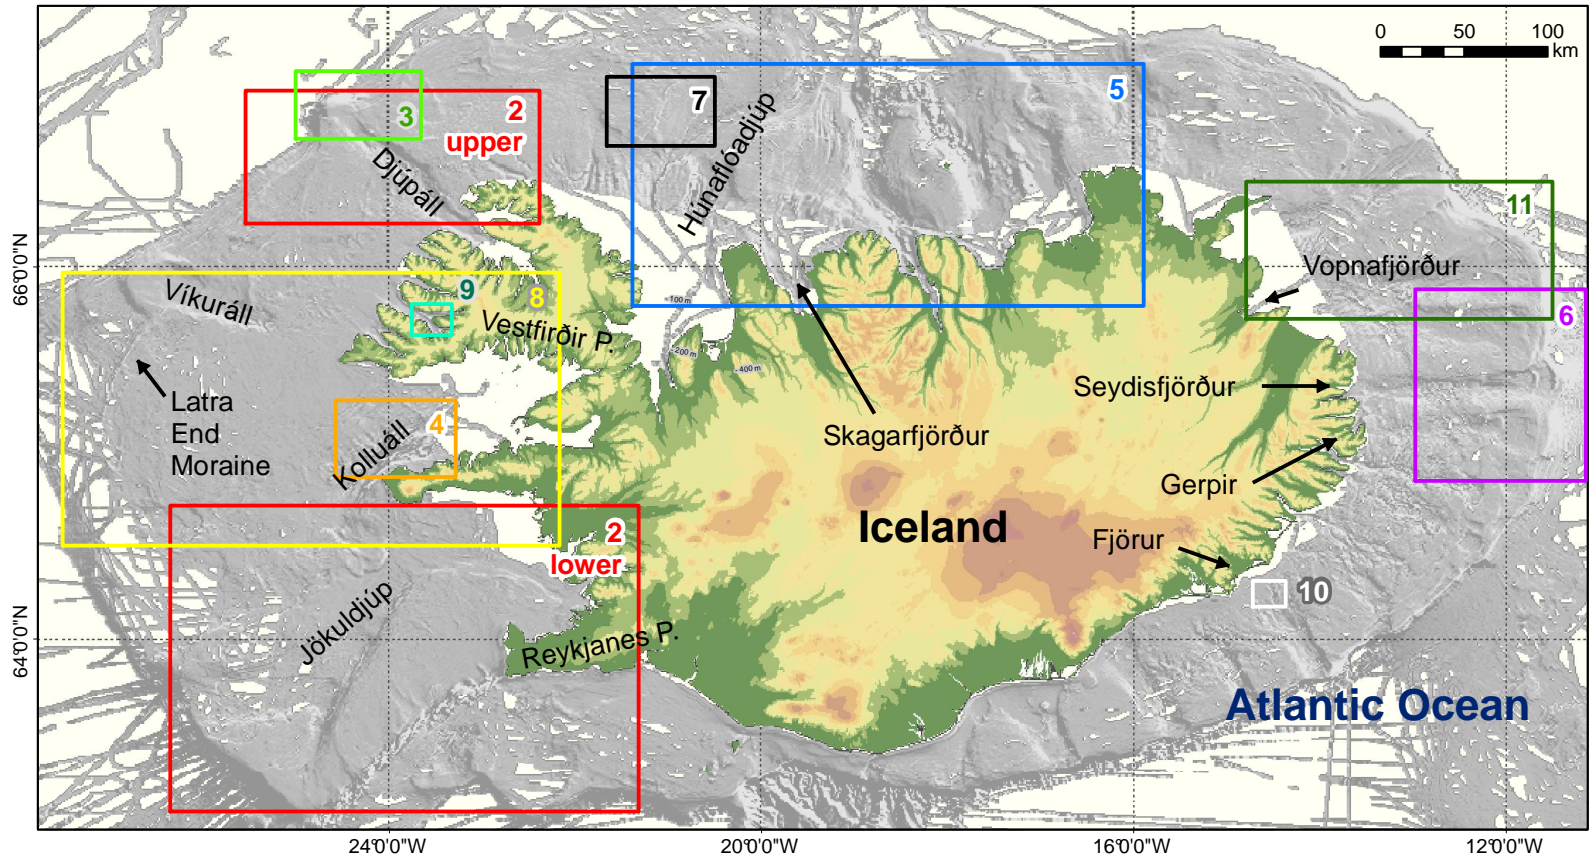 0 50 100
km
3
2
upper
7
5
Djúpáll
Húnaflóadjúp
11
Vopnafjörður
66°0'0"N
Víkuráll
9
8
Vestfirðir P.
- 100 m
- 200 m
- 400 m
6
Latra
End
Moraine
Seydisfjörður
4
Kolluáll
Skagarfjörður
Gerpir
Iceland
2
lower
Fjörur
10
Jökuldjúp
64°0'0"N
Reykjanes P.
Atlantic Ocean
24°0'0"W 20°0'0"W 16°0'0"W 12°0'0"W